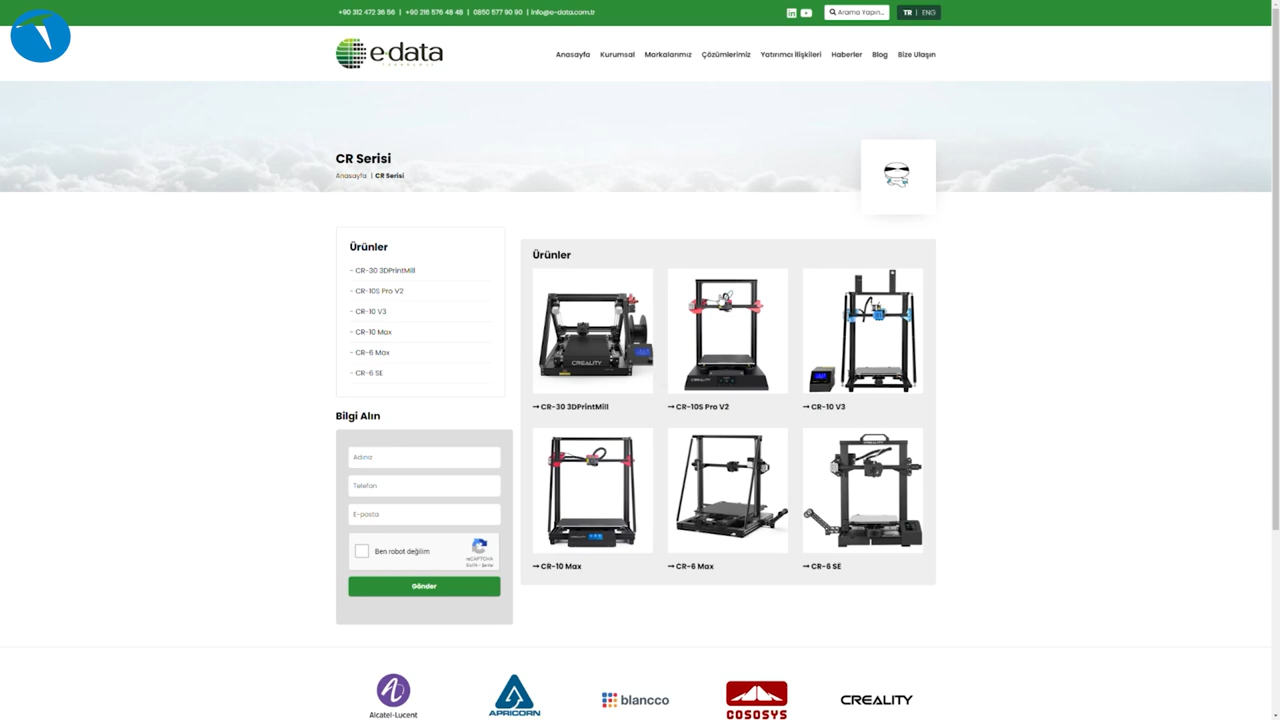 +90 312 472 36 56 | +90 216 576 48 48 | 0850 577 90 90 | info@e-data.com.tr
Arama Yapın...
TR | ENG
e-data
Anasayfa Kurumsal Markalarımız Çözümlerimiz Yatırımcı İlişkileri Haberler Blog Bize Ulaşın
CR Serisi
Anasayfa | CR Serisi
Ürünler
- CR-30 3DPrintMill
- CR-10S Pro V2
- CR-10 V3
- CR-10 Max
- CR-6 Max
- CR-6 SE
Bilgi Alın
Adınız
Telefon
E-posta
Ben robot değilim
reCAPTCHA
Gizlilik - Şartlar
Gönder
Ürünler
CREALITY
CREALITY
→ CR-30 3DPrintMill
→ CR-10S Pro V2
→ CR-10 V3
→ CR-10 Max
→ CR-6 Max
→ CR-6 SE
Alcatel-Lucent
APRICORN
blancco
COSOSYS
CREALITY